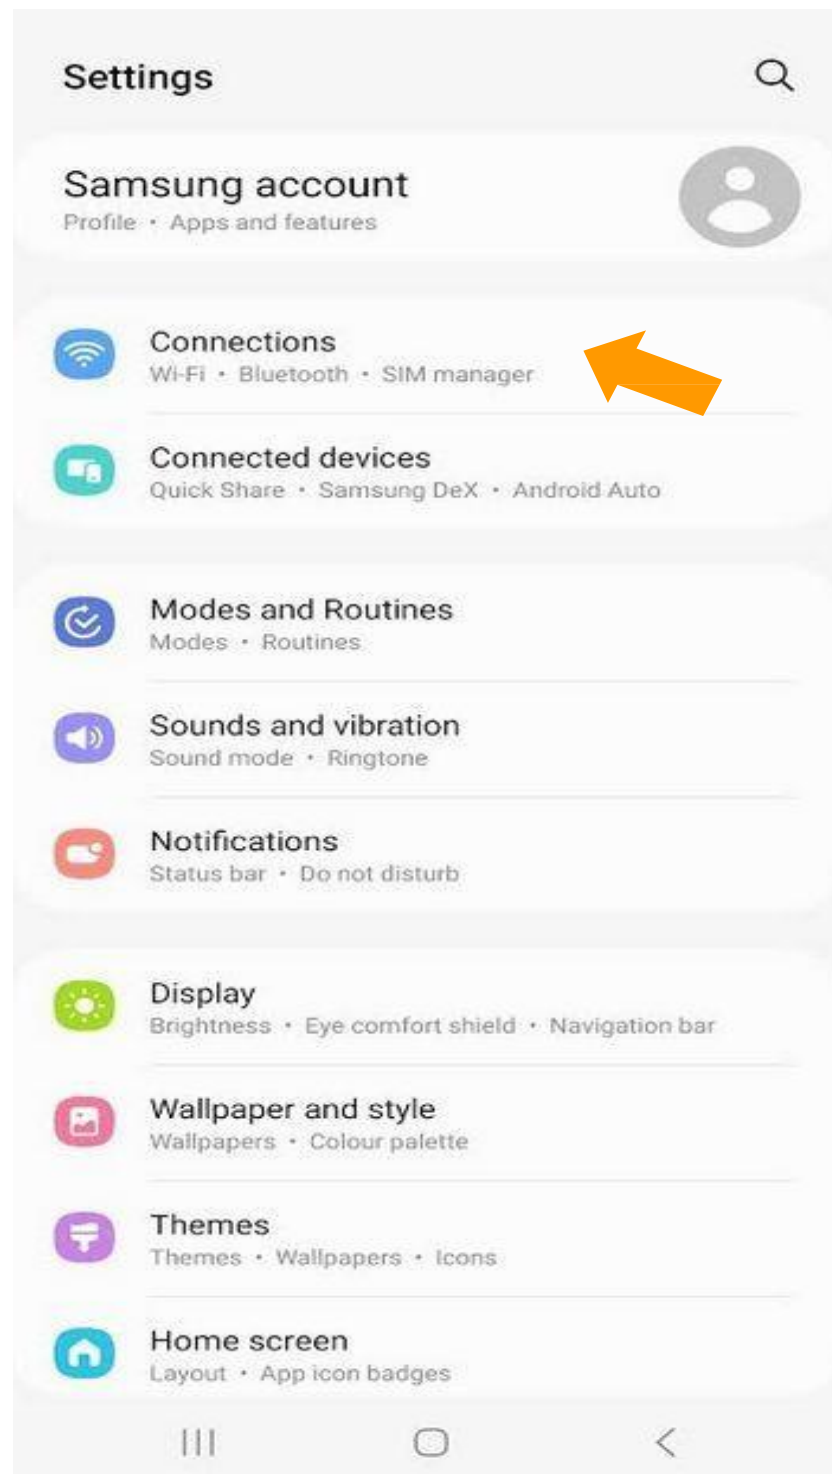 Settings
Samsung account
Profile • Apps and features
Connections
Wi-Fi • Bluetooth • SIM manager
Connected devices
Quick Share • Samsung DeX • Android Auto
Modes and Routines
Modes • Routines
Sounds and vibration
Sound mode • Ringtone
Notifications
Status bar • Do not disturb
Display
Brightness • Eye comfort shield • Navigation bar
Wallpaper and style
Wallpapers • Colour palette
Themes
Themes • Wallpapers • Icons
Home screen
Layout • App icon badges